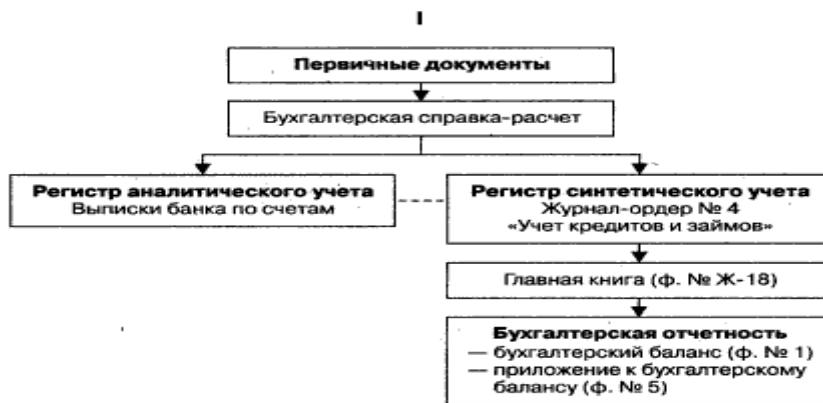 I
Первичные документы
Бухгалтерская справка-расчет
Регистр аналитического учета
Выписки банка по счетам
Регистр синтетического учета
Журнал-ордер № 4
«Учет кредитов и займов»
Главная книга (ф. № Ж-18)
Бухгалтерская отчетность
— бухгалтерский баланс (ф. № 1)
— приложение к бухгалтерскому
балансу (ф. № 5)